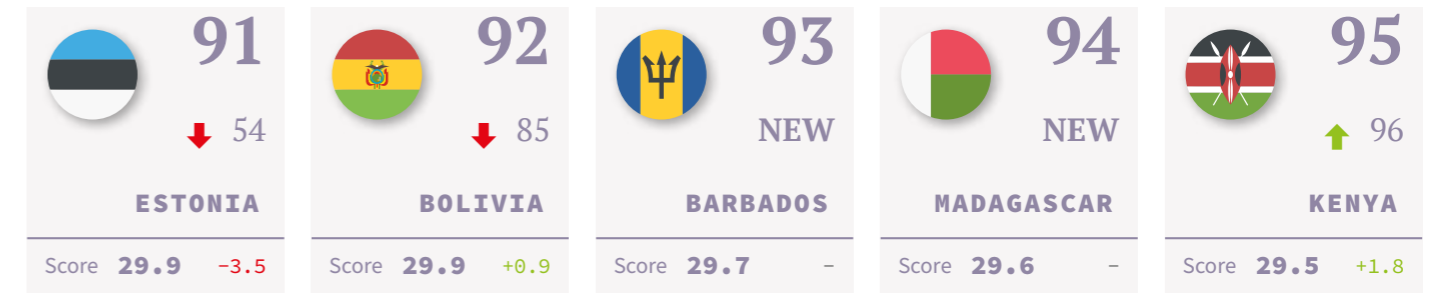 91
54
ESTONIA
Score 29.9 -3.5
92
85
BOLIVIA
Score 29.9 +0.9
93
NEW
BARBADOS
Score 29.7 -
94
NEW
MADAGASCAR
Score 29.6 -
95
96
KENYA
Score 29.5 +1.8